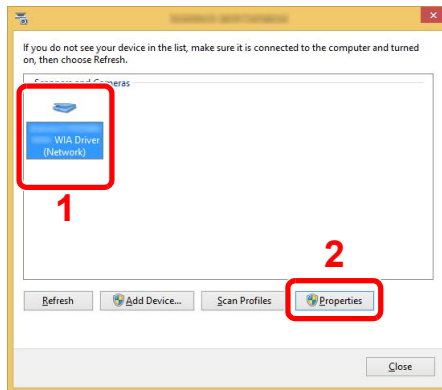 If you do not see your device in the list, make sure it is connected to the computer and turned
on, then choose Refresh.
Scanners and Cameras
WIA Driver
(Network)
1
2
Refresh
Add Device...
Scan Profiles
Properties
Close